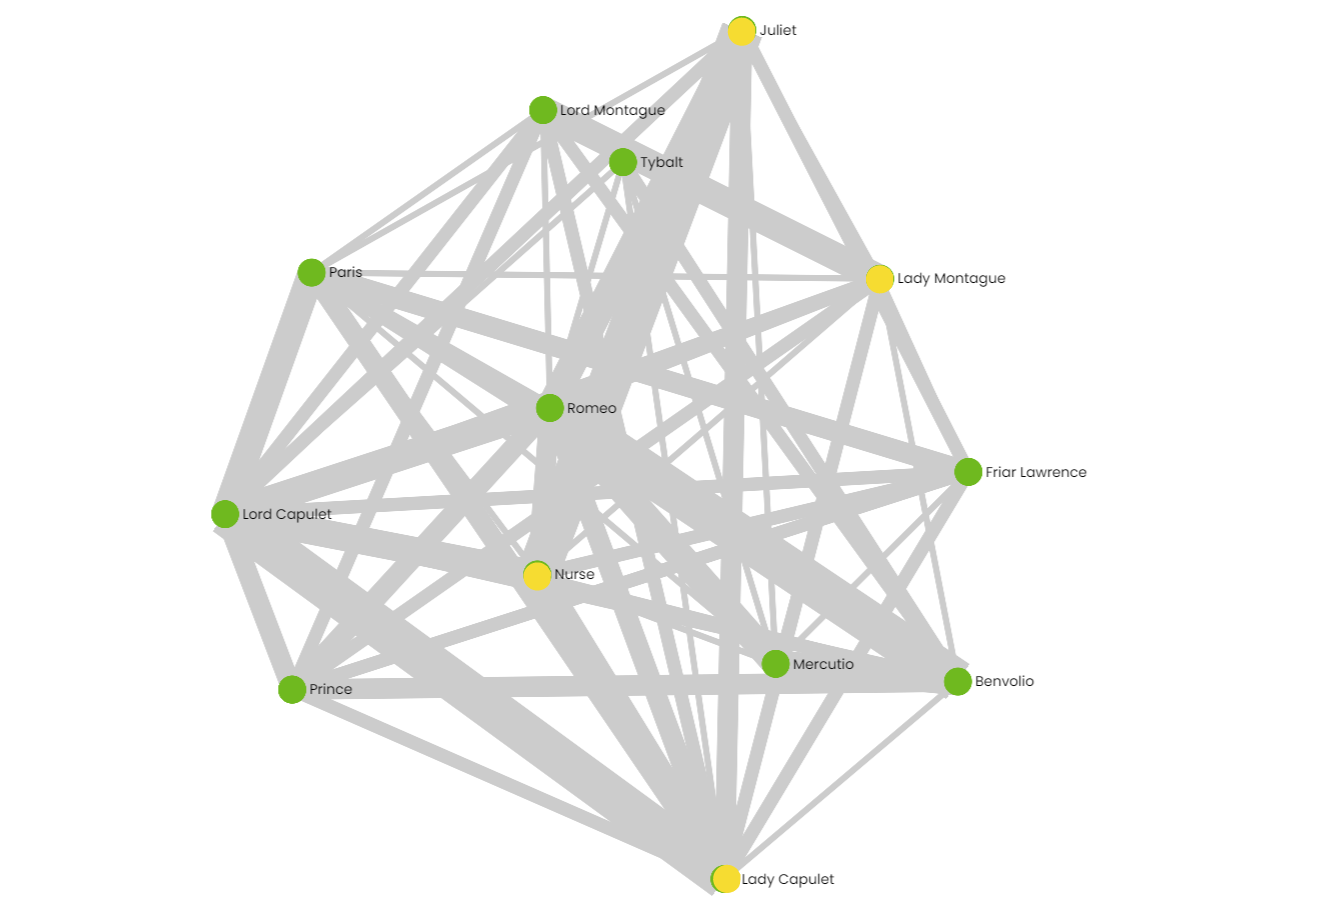 Juliet
Lord Montague
Tybalt
Paris
Lady Montague
Romeo
Friar Lawrence
Lord Capulet
Nurse
Mercutio
Benvolio
Prince
Lady Capulet